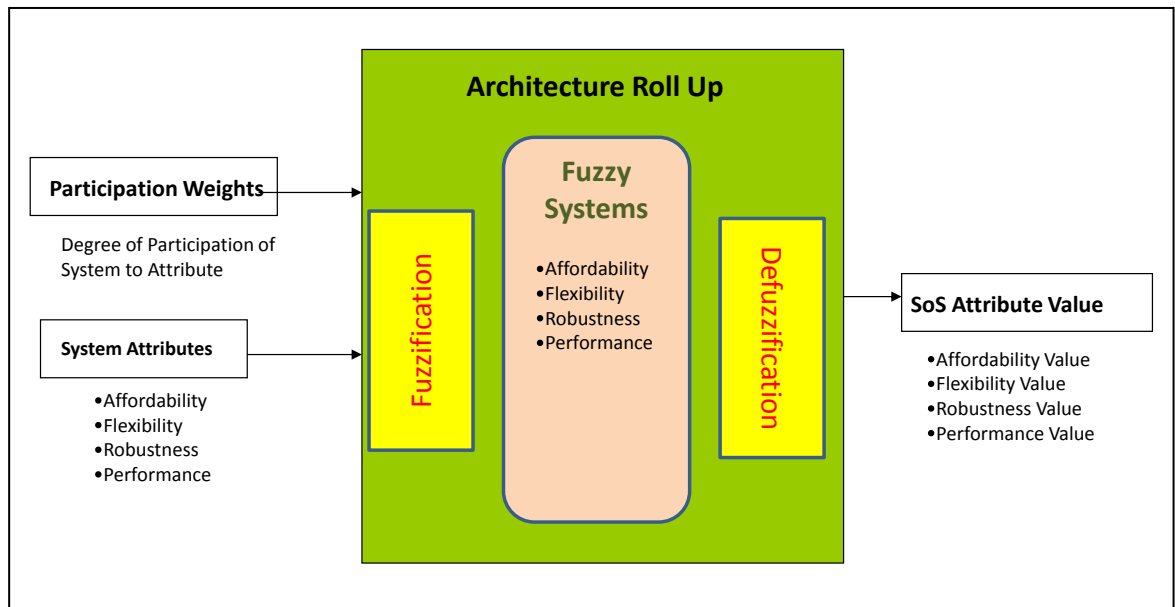 Architecture Roll Up
Participation Weights
Degree of Participation of
System to Attribute
System Attributes
•Affordability
•Flexibility
•Robustness
•Performance
Fuzzification
Fuzzy
Systems
•Affordability
•Flexibility
•Robustness
•Performance
Defuzzification
SoS Attribute Value
•Affordability Value
•Flexibility Value
•Robustness Value
•Performance Value